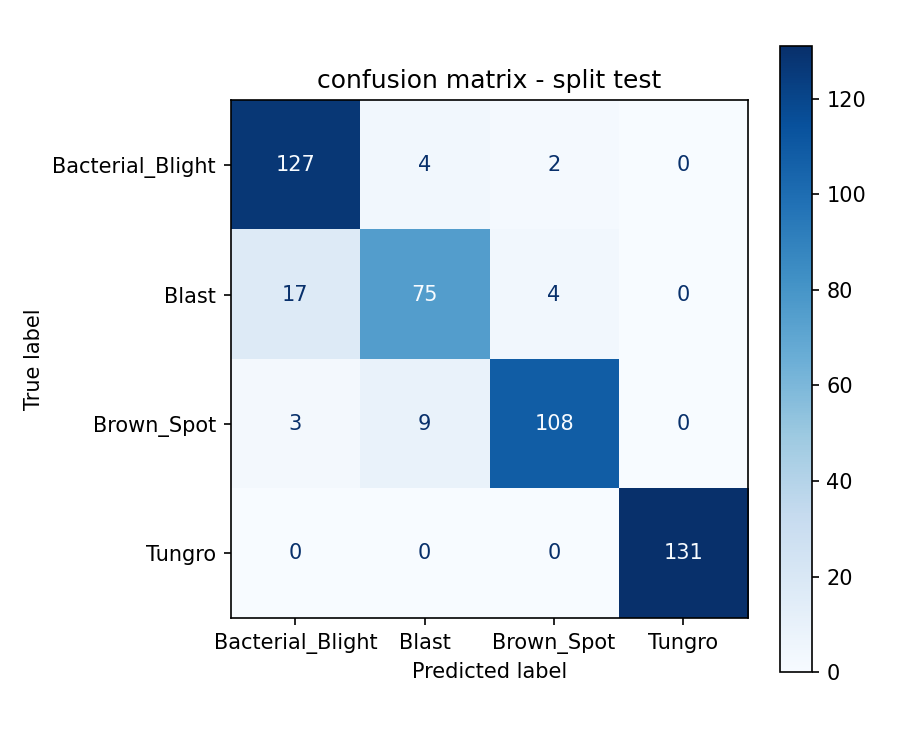 confusion matrix - split test
True label
Bacterial_Blight 127 4 2 0
Blast 17 75 4 0
Brown_Spot 3 9 108 0
Tungro 0 0 0 131
Bacterial_Blight Blast Brown_Spot Tungro
Predicted label
120
100
80
60
40
20
0